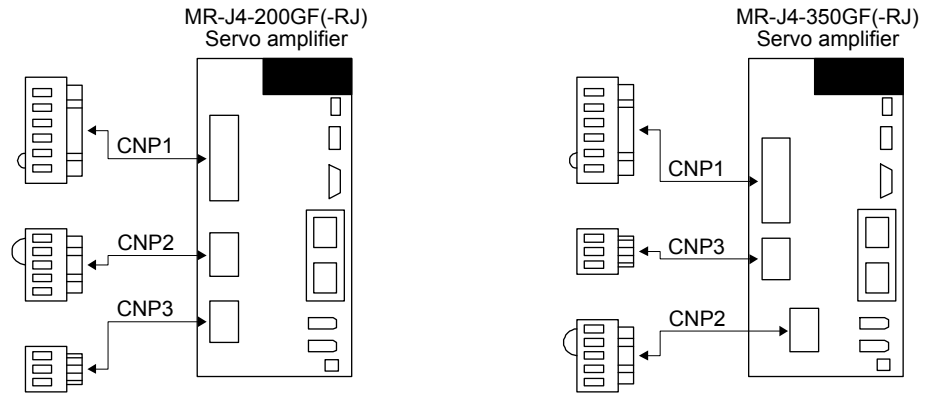 MR-J4-200GF(-RJ)
Servo amplifier
CNP1
CNP2
CNP3
MR-J4-350GF(-RJ)
Servo amplifier
CNP1
CNP3
CNP2